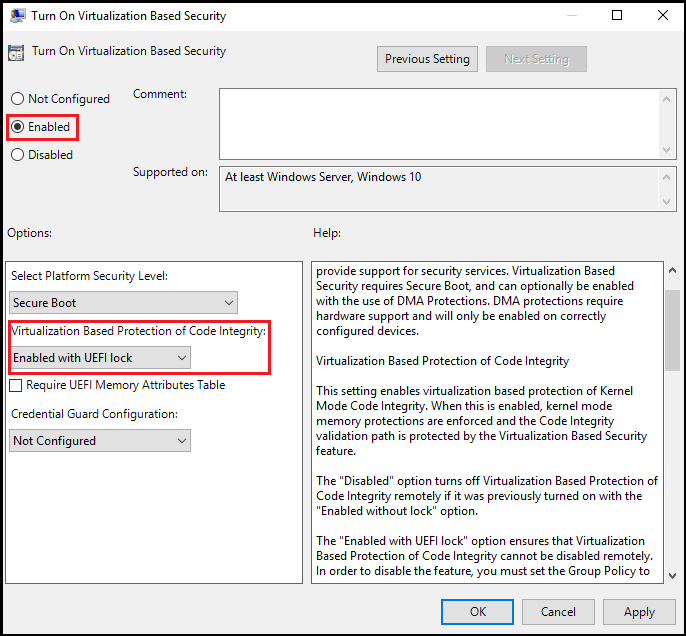 Turn On Virtualization Based Security
Turn On Virtualization Based Security
Previous Setting
Next Setting
Not Configured
Enabled
Disabled
Comment:
Supported on:
At least Windows Server, Windows 10
Options:
Help:
Select Platform Security Level:
Secure Boot
Virtualization Based Protection of Code Integrity:
Enabled with UEFI lock
Require UEFI Memory Attributes Table
Credential Guard Configuration:
Not Configured
provide support for security services. Virtualization Based
Security requires Secure Boot, and can optionally be enabled
with the use of DMA Protections. DMA protections require
hardware support and will only be enabled on correctly
configured devices.
Virtualization Based Protection of Code Integrity
This setting enables virtualization based protection of Kernel
Mode Code Integrity. When this is enabled, kernel mode
memory protections are enforced and the Code Integrity
validation path is protected by the Virtualization Based Security
feature.
The "Disabled" option turns off Virtualization Based Protection of
Code Integrity remotely if it was previously turned on with the
"Enabled without lock" option.
The "Enabled with UEFI lock" option ensures that Virtualization
Based Protection of Code Integrity cannot be disabled remotely.
In order to disable the feature, you must set the Group Policy to
OK
Cancel
Apply